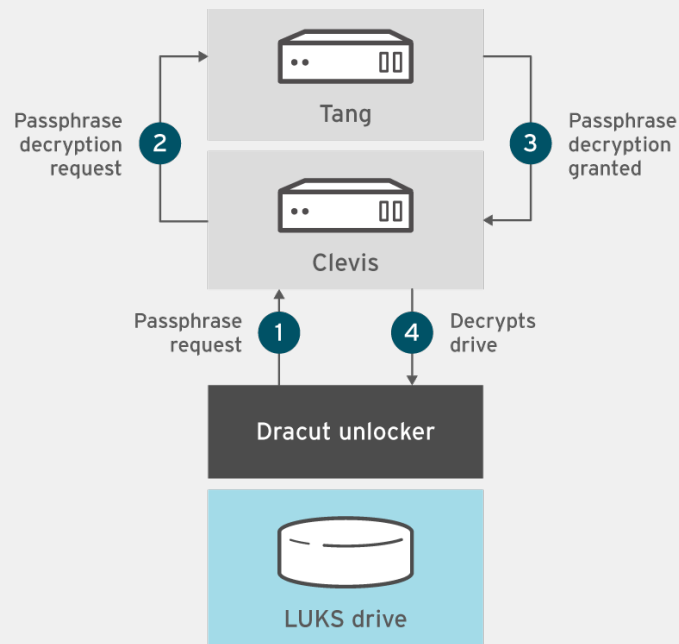 Tang
Passphrase
decryption
request
2
3
Passphrase
decryption
granted
Clevis
Passphrase
request
1
4
Decrypts
drive
Dracut unlocker
LUKS drive